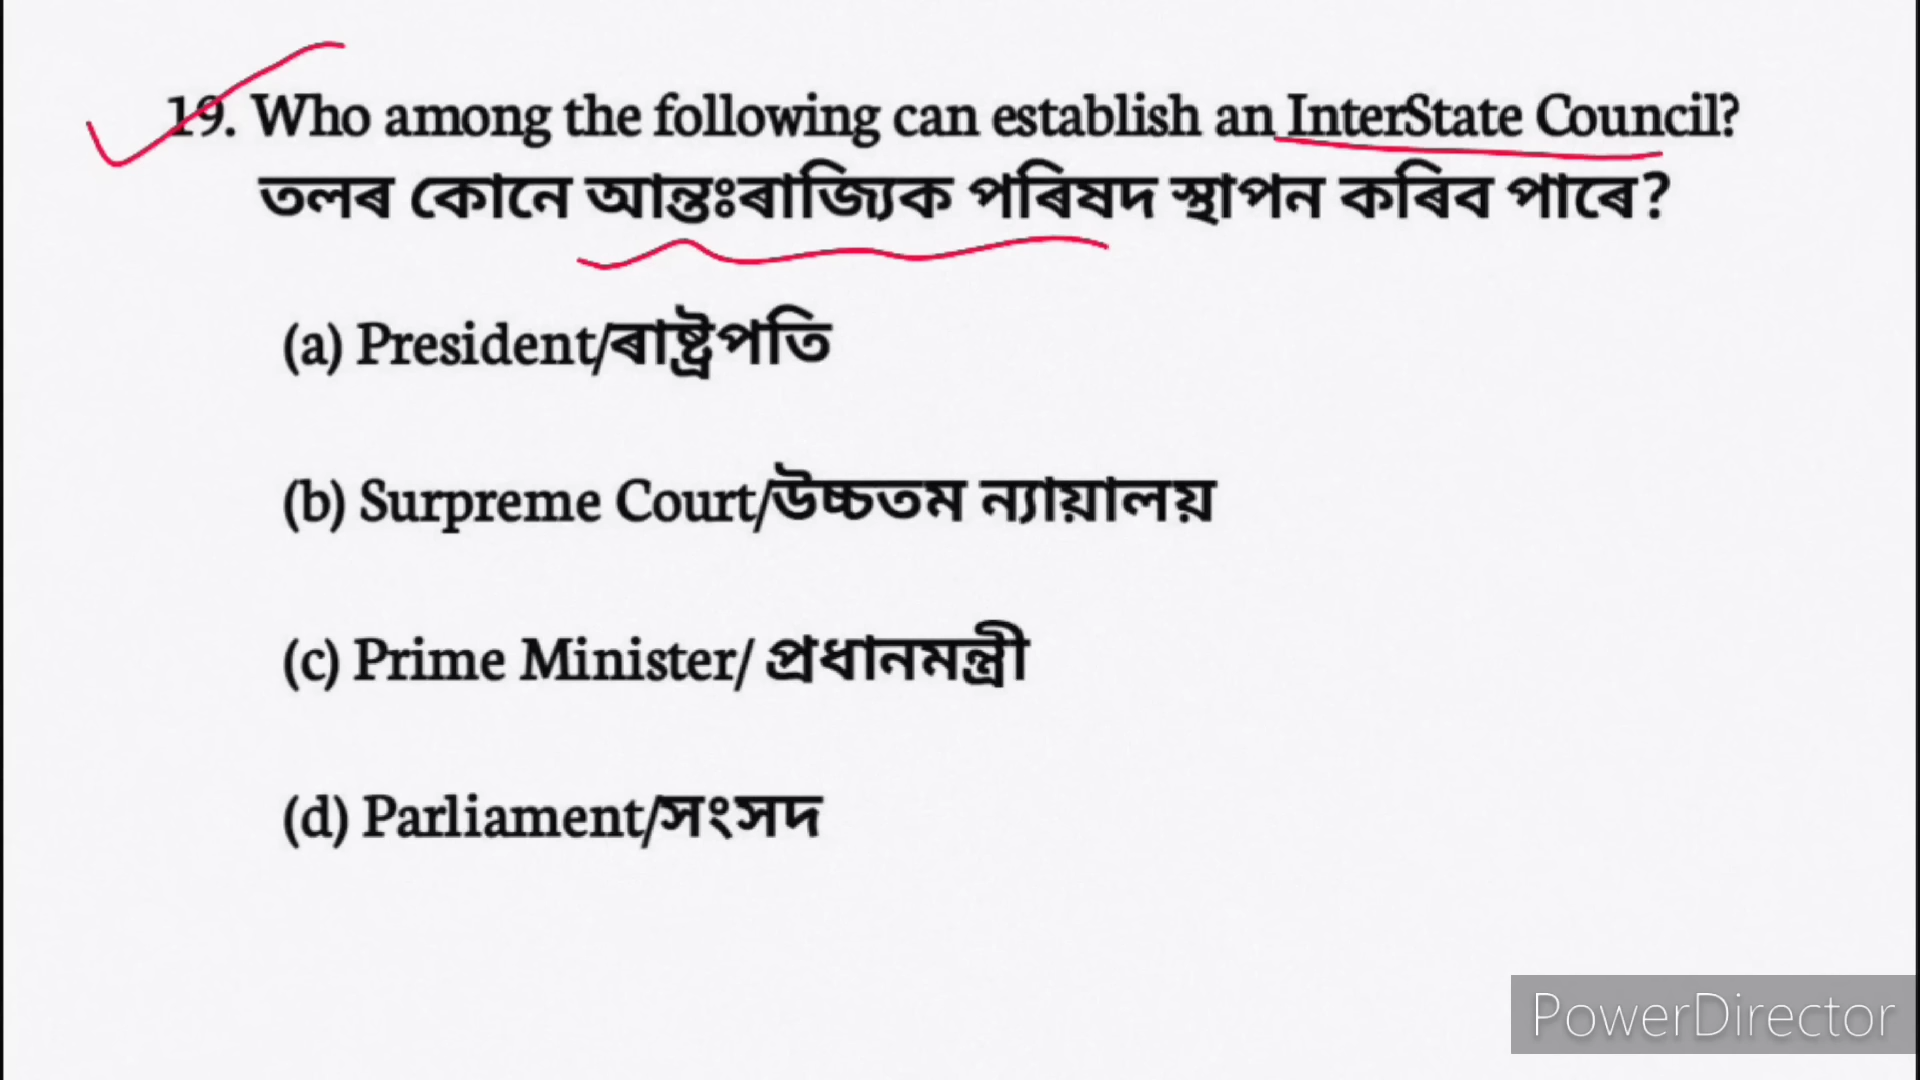 19. Who among the following can establish an InterState Council?
তলৰ কোনে আন্তঃৰাজ্যিক পৰিষদ স্থাপন কৰিব পাৰে?
(a) President/ৰাষ্ট্ৰপতি
(b) Surpreme Court/উচ্চতম ন্যায়ালয়
(c) Prime Minister/ প্ৰধানমন্ত্ৰী
(d) Parliament/সংসদ
PowerDirector